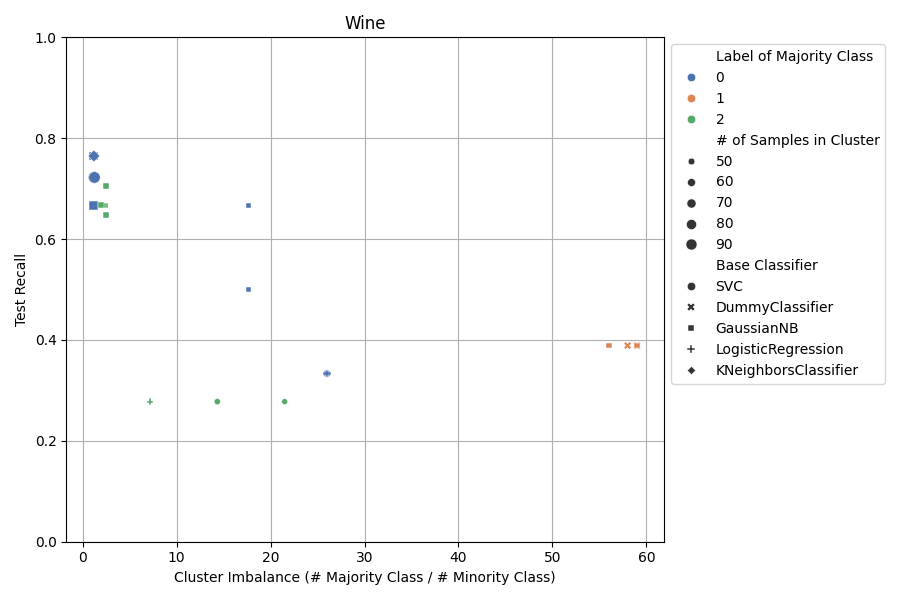 Wine
Test Recall
1.0
0.8
0.6
0.4
0.2
0.0
0 10 20 30 40 50 60
Cluster Imbalance (# Majority Class / # Minority Class)
Label of Majority Class
0
1
2
# of Samples in Cluster
50
60
70
80
90
Base Classifier
SVC
DummyClassifier
GaussianNB
LogisticRegression
KNeighborsClassifier